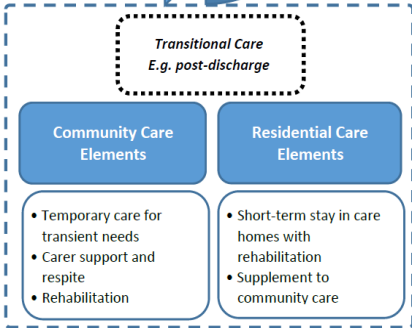 Transitional Care
E.g. post-discharge
Community Care
Elements
Residential Care
Elements
• Temporary care for
transient needs
• Carer support and
respite
• Rehabilitation
• Short-term stay in care
homes with
rehabilitation
• Supplement to
community care